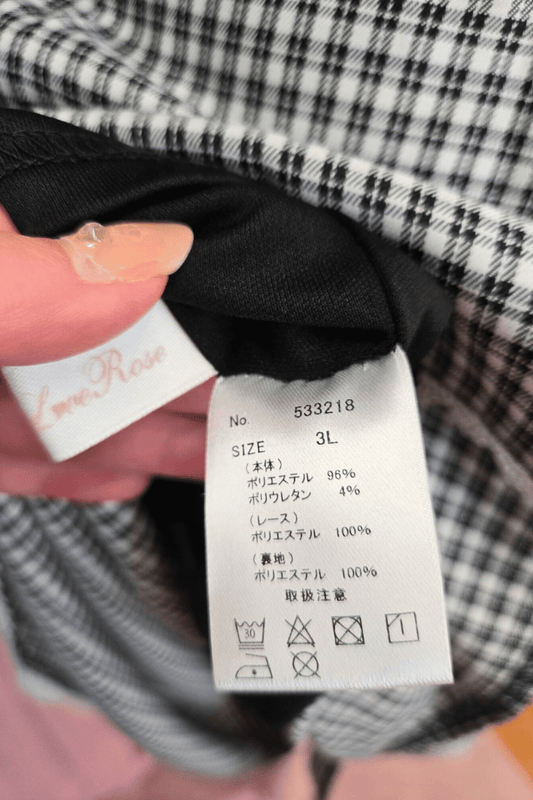 Love Rose
No. 533218
SIZE 3L
(本体)
ポリエステル 96%
ポリウレタン 4%
(レース)
ポリエステル 100%
(裏地)
ポリエステル 100%
取扱注意
30